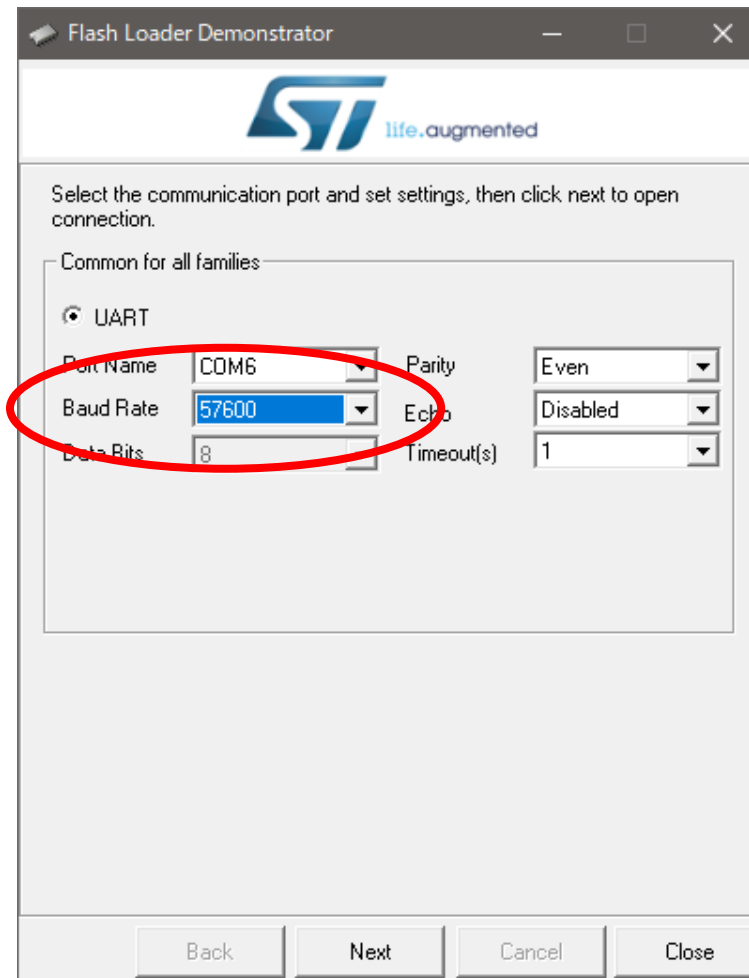 Flash Loader Demonstrator
ST life.augmented
Select the communication port and set settings, then click next to open
connection.
Common for all families
UART
Port Name COM6 Parity Even
Baud Rate 57600 Echo Disabled
Data Bits 8 Timeout(s) 1
Back Next Cancel Close